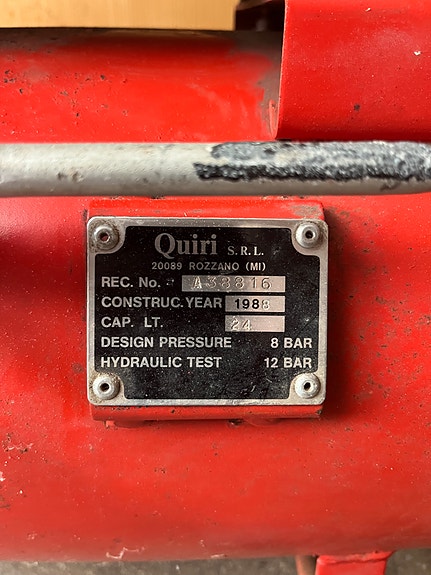 Quiri S.R.L.
20089 ROZZANO (MI)
REC. No. A38816
CONSTRUC. YEAR 1988
CAP. LT. 24
DESIGN PRESSURE 8 BAR
HYDRAULIC TEST 12 BAR